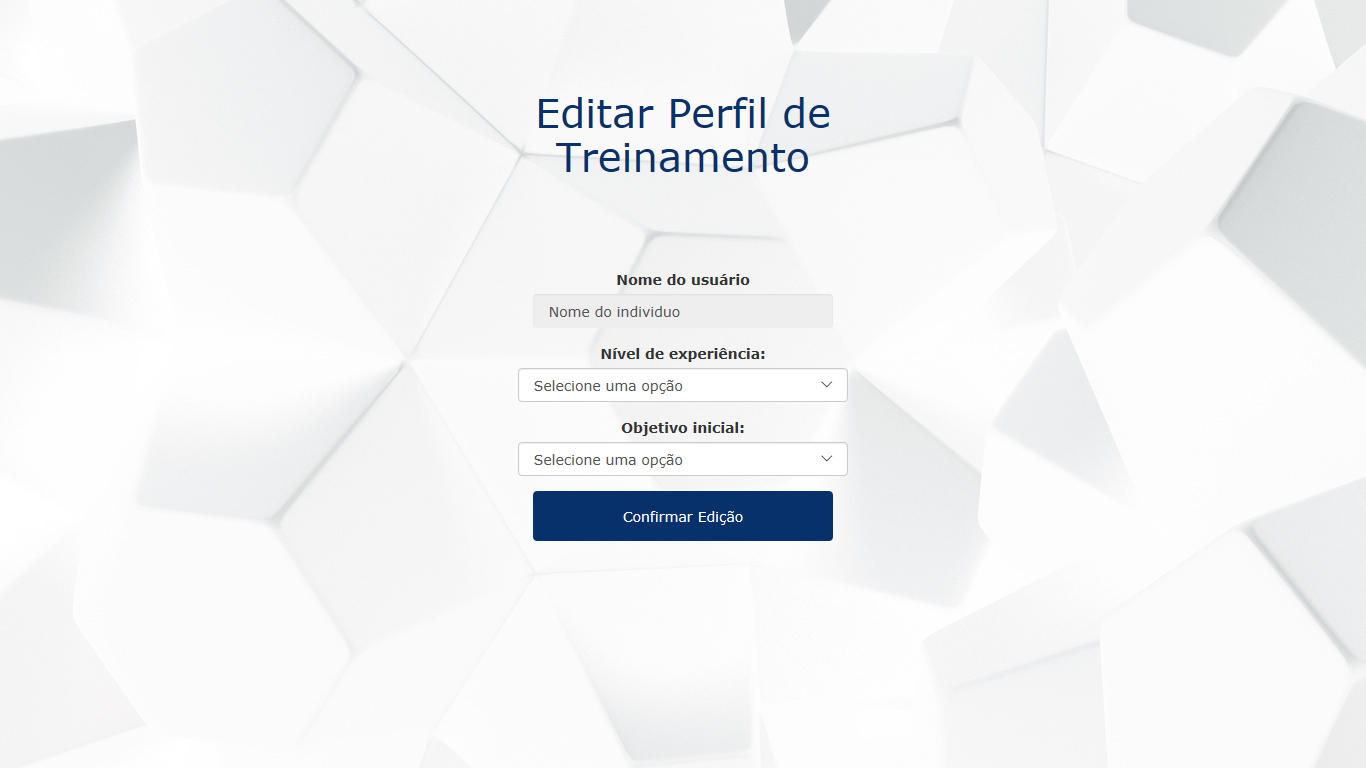 Editar Perfil de
Treinamento
Nome do usuário
Nome do individuo
Nível de experiência:
Selecione uma opção
Objetivo inicial:
Selecione uma opção
Confirmar Edição